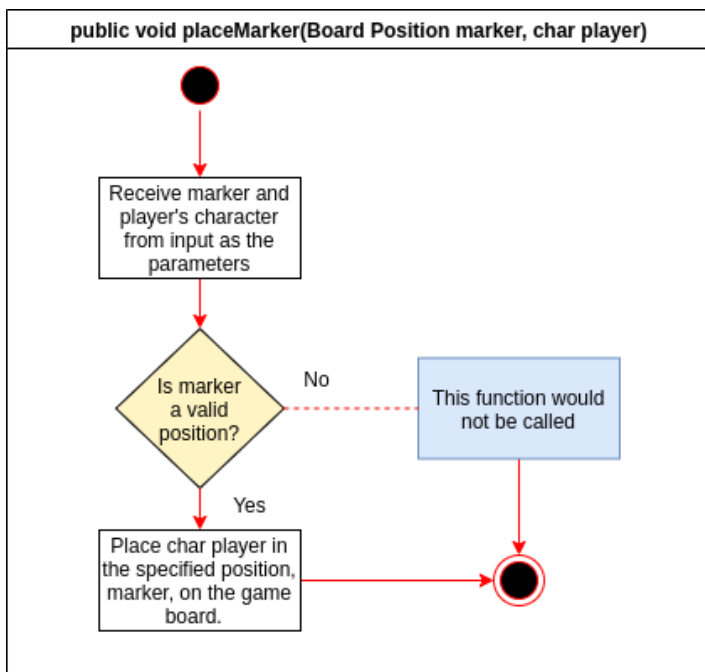 public void placeMarker(Board Position marker, char player)
Receive marker and
player's character
from input as the
parameters
Is marker
a valid
position?
No
This function would
not be called
Yes
Place char player in
the specified position,
marker, on the game
board.